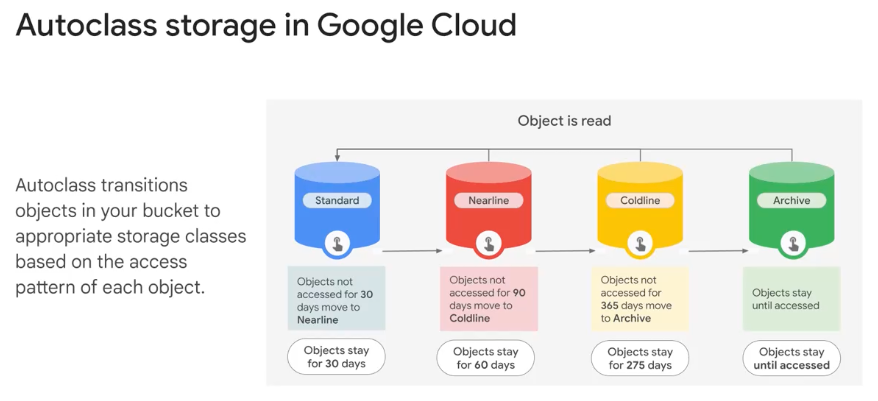 Autoclass storage in Google Cloud
Autoclass transitions
objects in your bucket to
appropriate storage classes
based on the access
pattern of each object.
Object is read
Standard
Nearline
Coldline
Archive
Objects not
accessed for 30
days move to
Nearline
Objects not
accessed for 90
days move to
Coldline
Objects not
accessed for
365 days move
to Archive
Objects stay
until accessed
Objects stay
for 30 days
Objects stay
for 60 days
Objects stay
for 275 days
Objects stay
until accessed